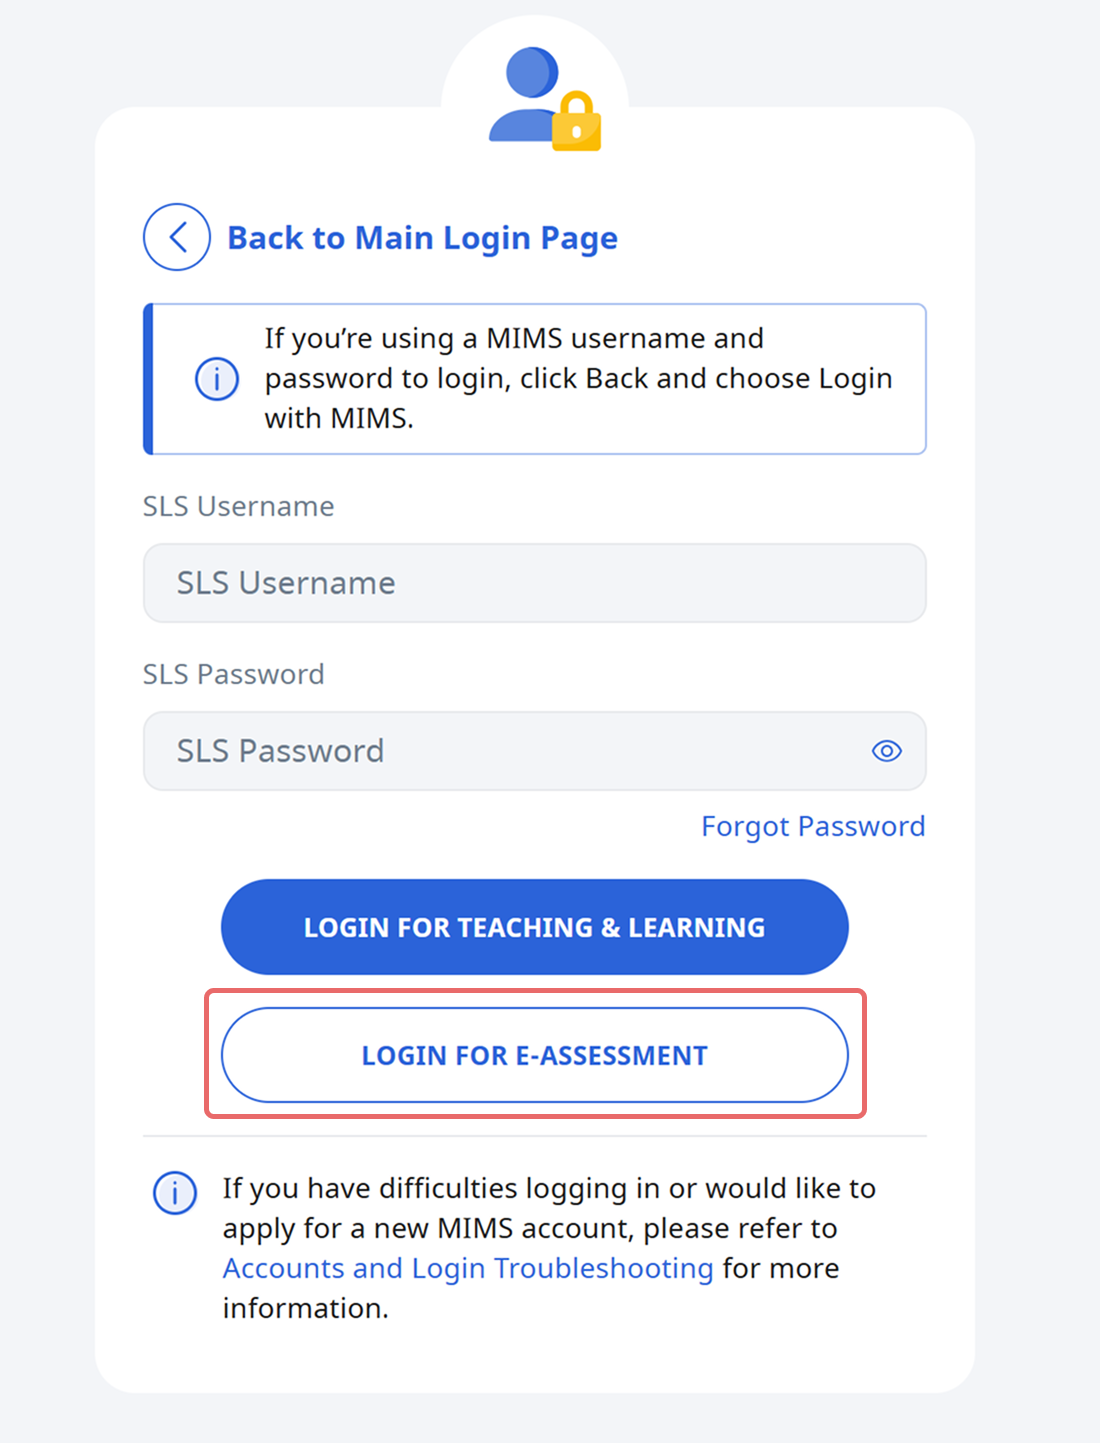 Back to Main Login Page
If you’re using a MIMS username and
password to login, click Back and choose Login
with MIMS.
SLS Username
SLS Username
SLS Password
SLS Password
Forgot Password
LOGIN FOR TEACHING & LEARNING
LOGIN FOR E-ASSESSMENT
If you have difficulties logging in or would like to
apply for a new MIMS account, please refer to
Accounts and Login Troubleshooting for more
information.